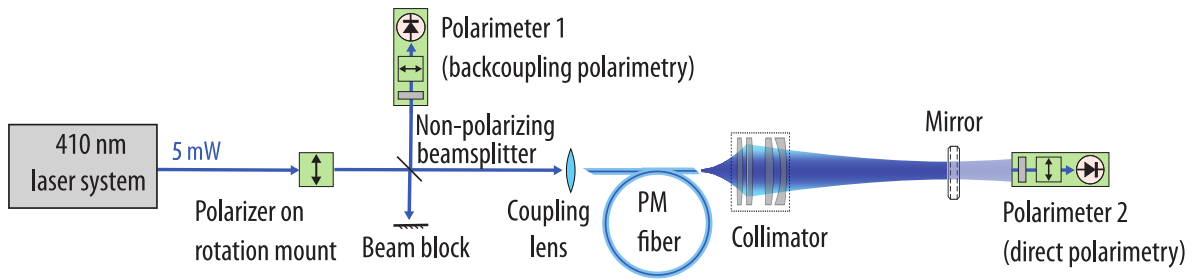 Polarimeter 1
(backcoupling polarimetry)
410 nm
laser system
5 mW
Non-polarizing
beamsplitter
Mirror
Polarizer on
rotation mount
Beam block
Coupling
lens
PM
fiber
Collimator
Polarimeter 2
(direct polarimetry)